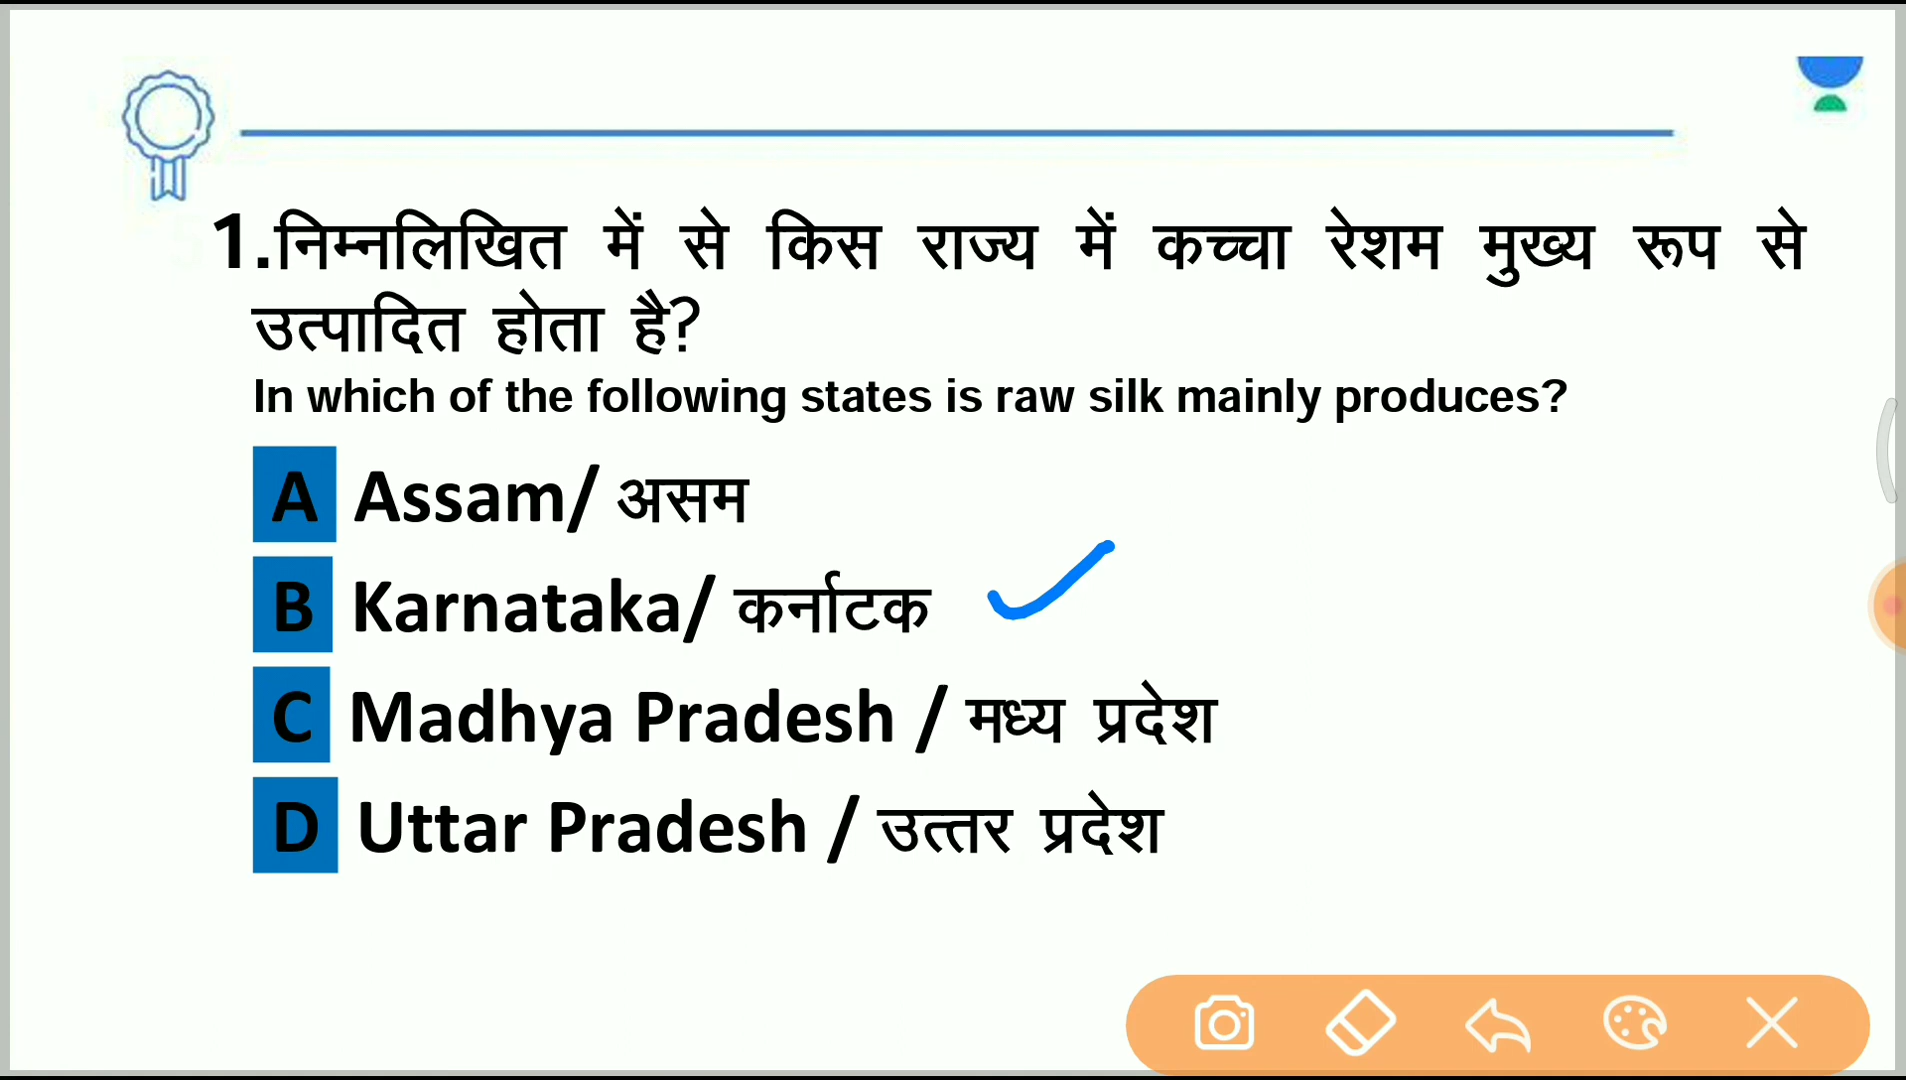 1.निम्नलिखित में से किस राज्य में कच्चा रेशम मुख्य रूप से
उत्पादित होता है?
In which of the following states is raw silk mainly produces?
A Assam/ असम
B Karnataka/ कर्नाटक
C Madhya Pradesh / मध्य प्रदेश
D Uttar Pradesh / उत्तर प्रदेश